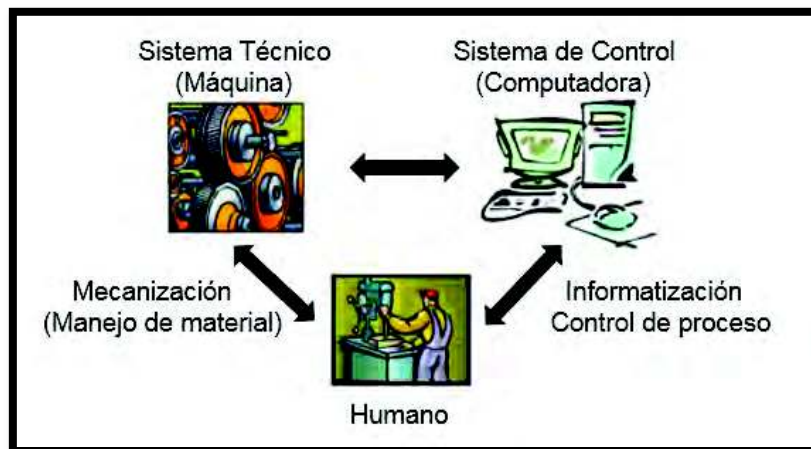 Sistema Técnico
(Máquina)
Sistema de Control
(Computadora)
Mecanización
(Manejo de material)
Informatización
Control de proceso
Humano